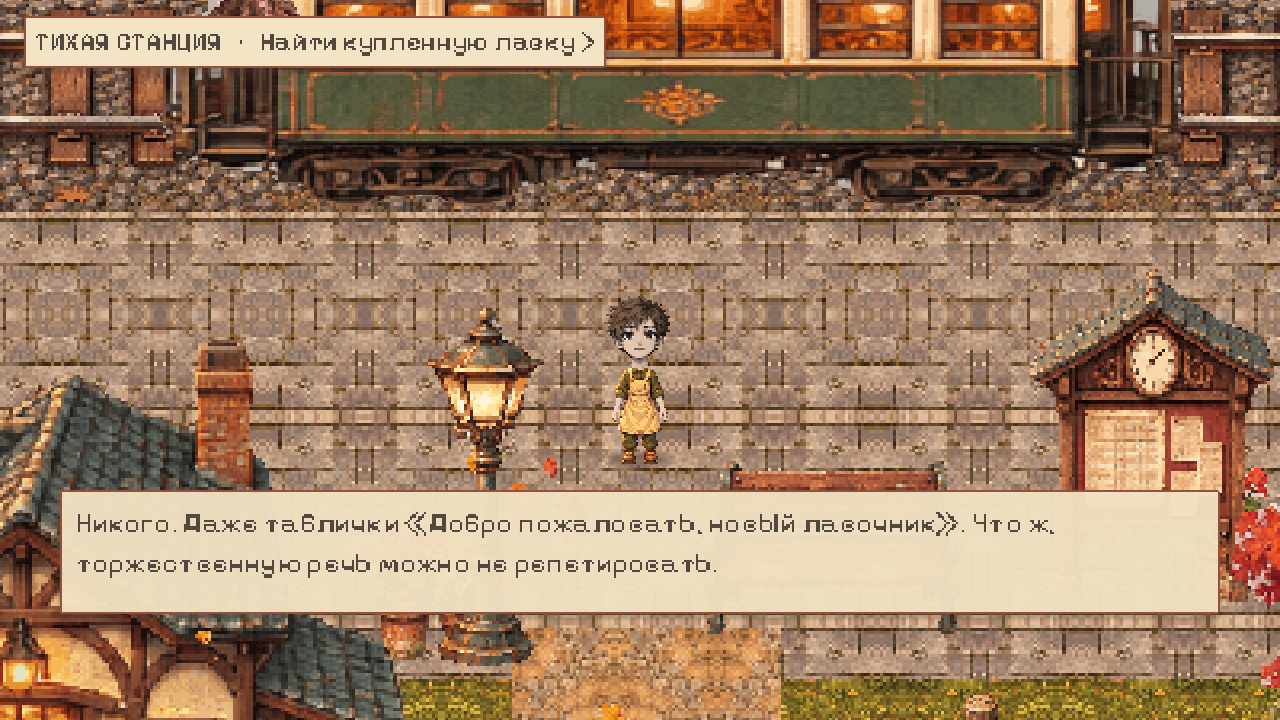 ТИХАЯ СТАНЦИЯ · Найти купленную лавку >
Никого. Даже таблички «Добро пожаловать, новый лавочник». Что ж,
торжественную речь можно не репетировать.